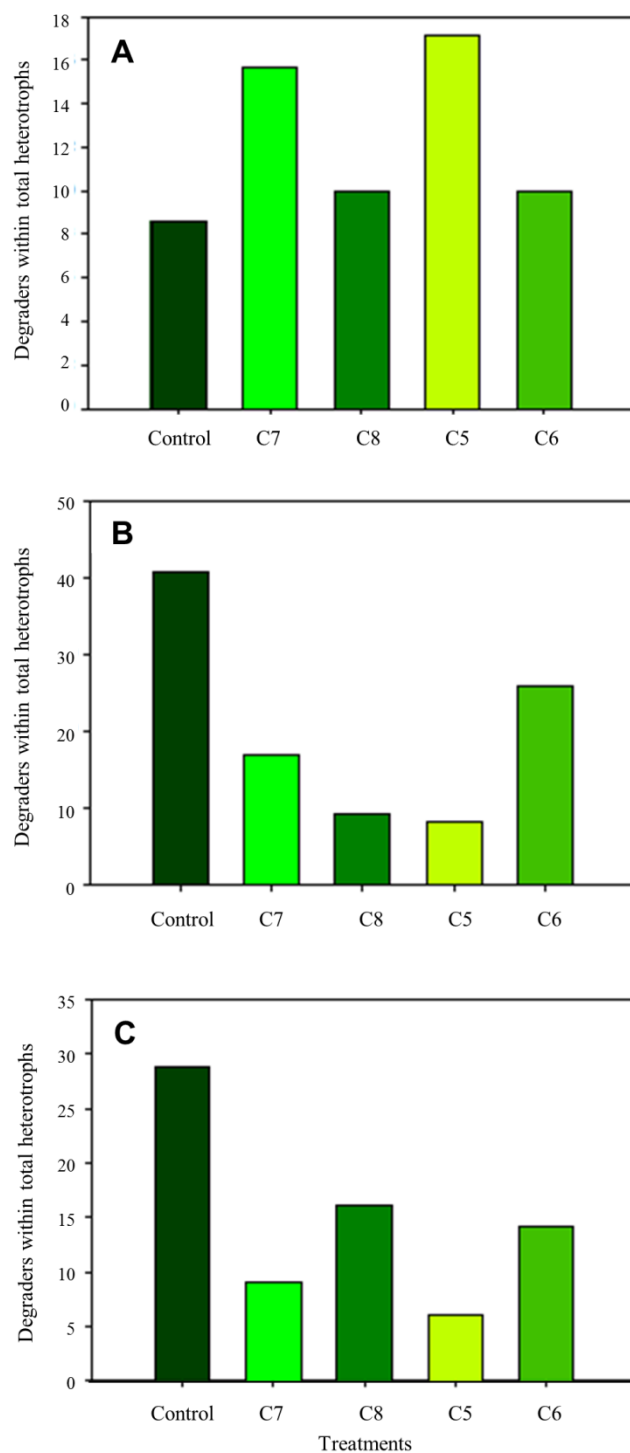 A
Degraders within total heterotrophs
18
16
14
12
10
8
6
4
2
0
Control C7 C8 C5 C6
B
Degraders within total heterotrophs
50
40
30
20
10
0
Control C7 C8 C5 C6
C
Degraders within total heterotrophs
35
30
25
20
15
10
5
0
Control C7 C8 C5 C6
Treatments